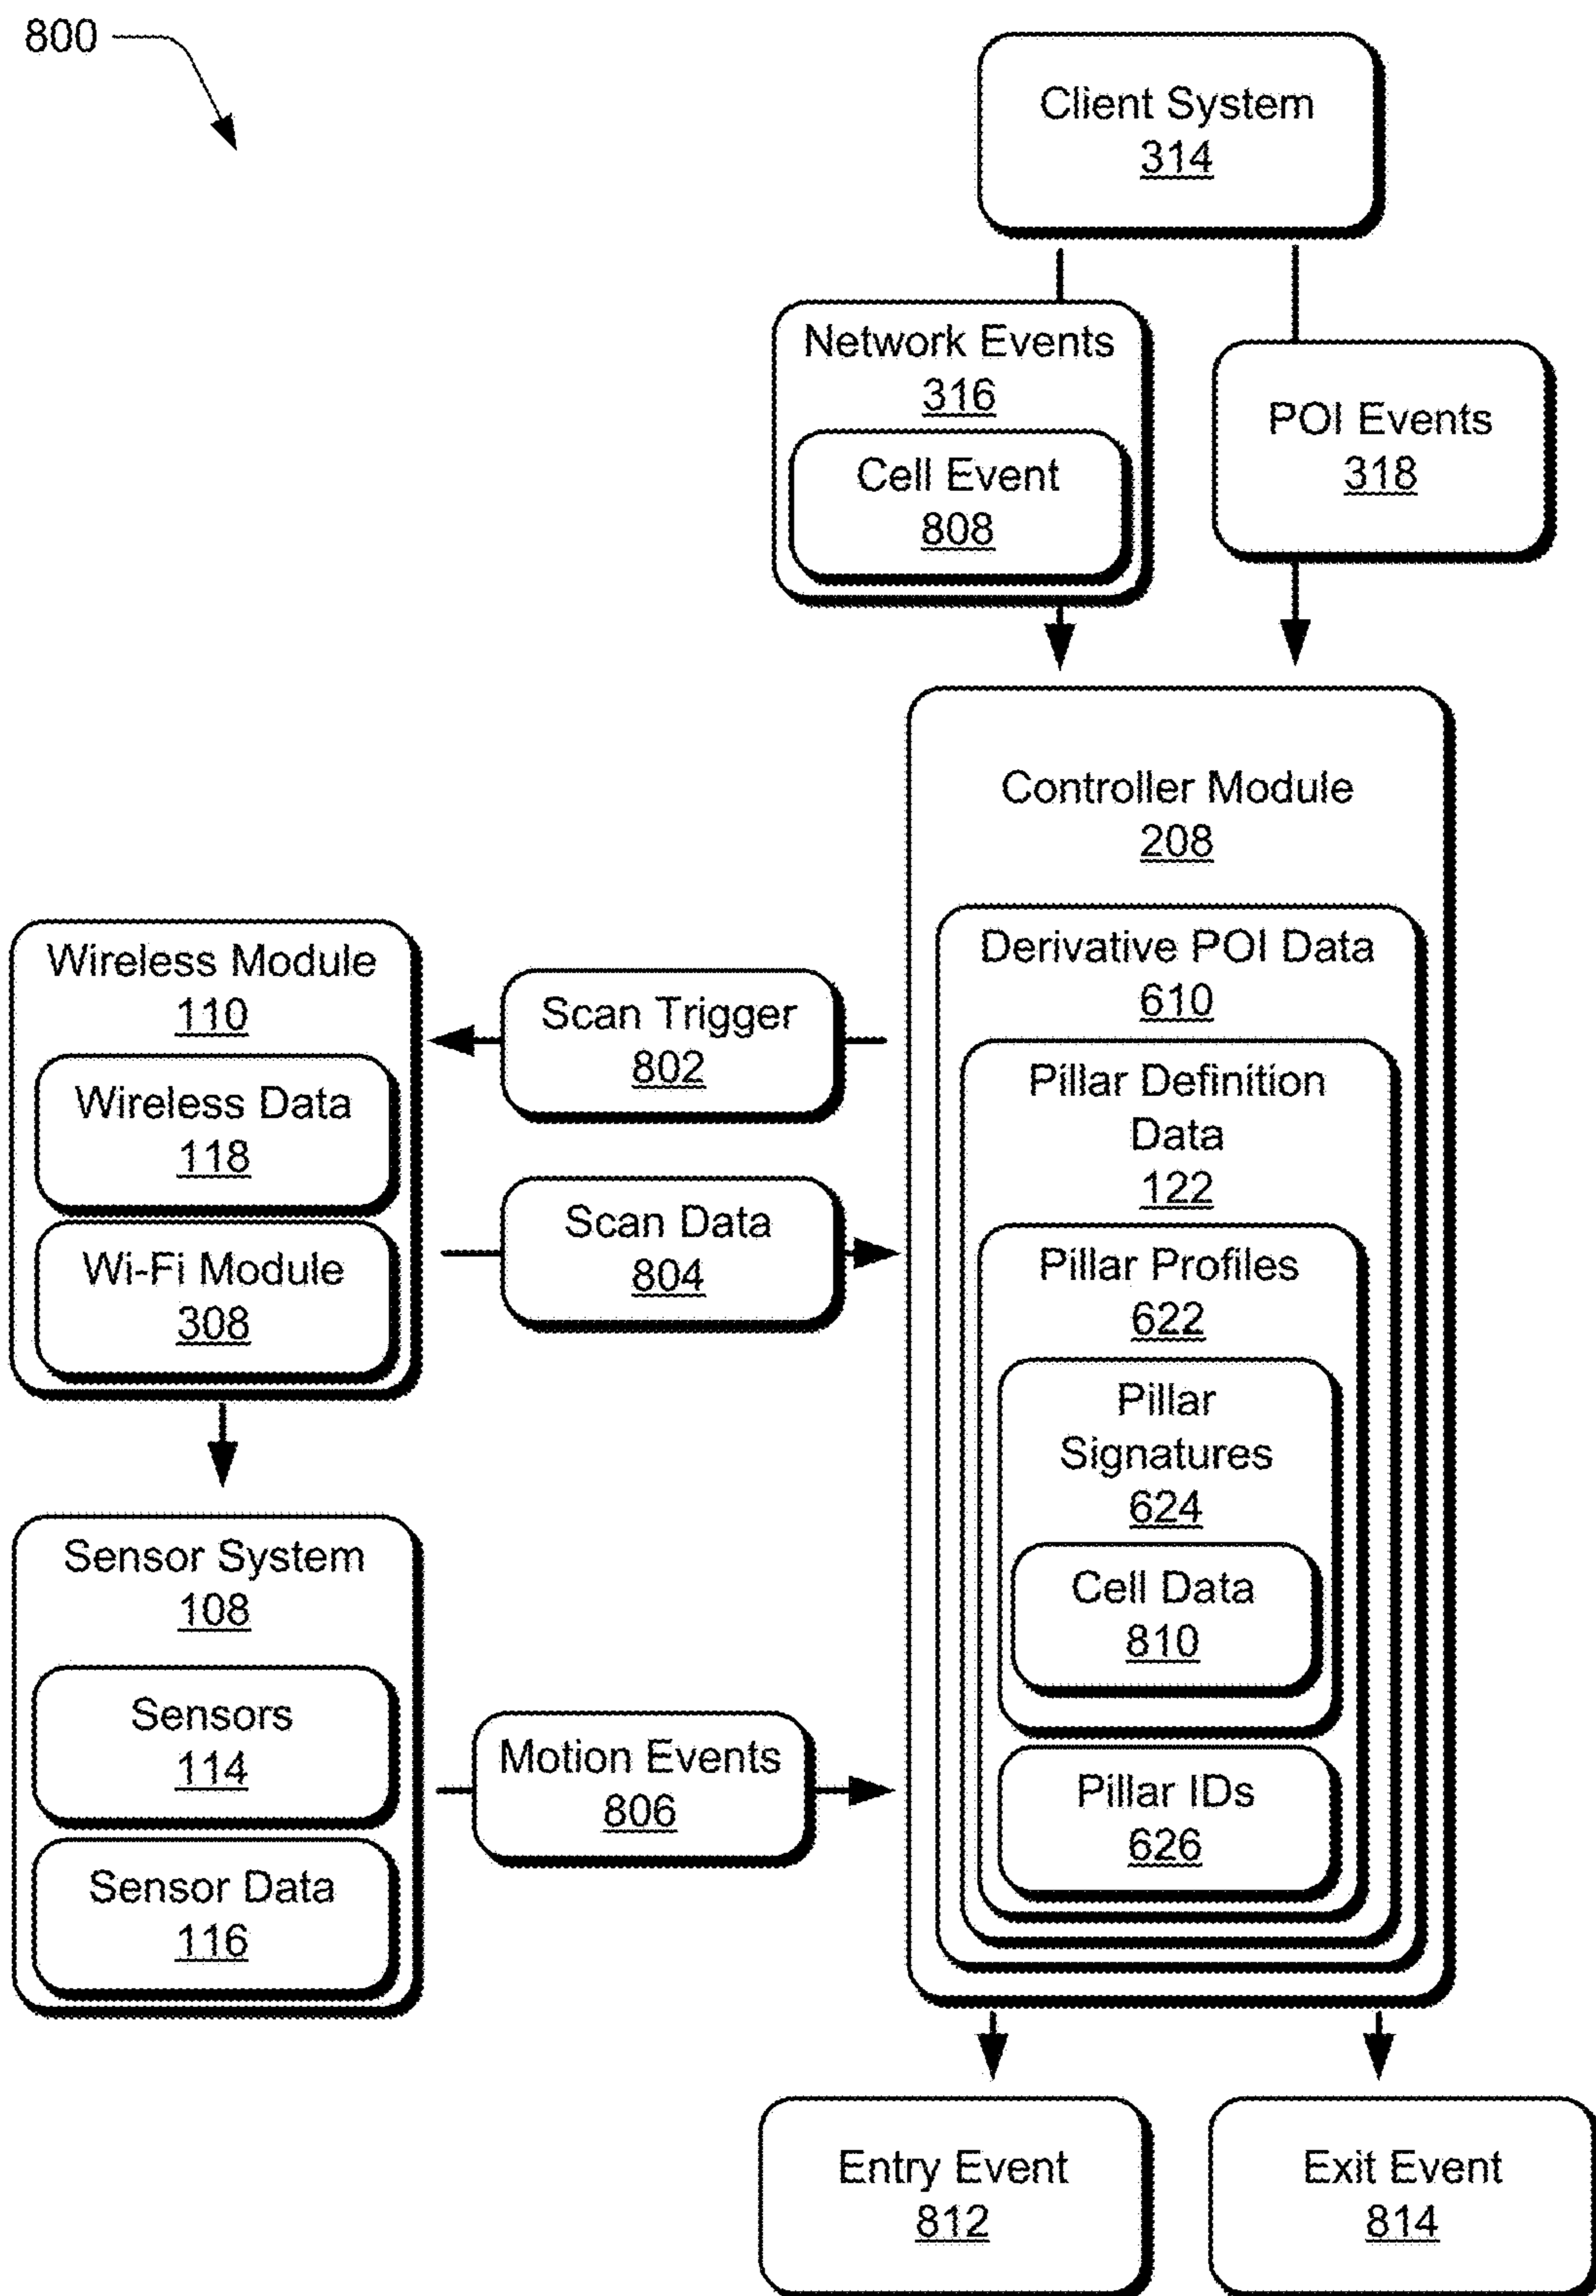 800
Client System
314
Network Events
316
Cell Event
808
POI Events
318
Controller Module
208
Derivative POI Data
610
Pillar Definition
Data
122
Pillar Profiles
622
Pillar
Signatures
624
Cell Data
810
Pillar IDs
626
Wireless Module
110
Wireless Data
118
Wi-Fi Module
308
Scan Trigger
802
Scan Data
804
Sensor System
108
Sensors
114
Sensor Data
116
Motion Events
806
Entry Event
812
Exit Event
814